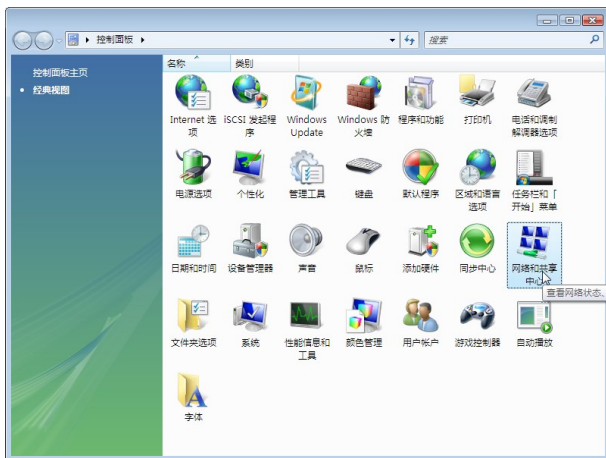 控制面板
搜索
控制面板主页
经典视图
名称 类别
Internet 选
项
iSCSI 发起程
序
Windows
Update
Windows 防
火墙
程序和功能
打印机
电话和调制
解调器选项
电源选项
个性化
管理工具
键盘
默认程序
区域和语言
选项
任务栏和「
开始」菜单
日期和时间
设备管理器
声音
鼠标
添加硬件
同步中心
网络和共享
中心
查看网络状态、
文件夹选项
系统
性能信息和
工具
颜色管理
用户帐户
游戏控制器
自动播放
字体